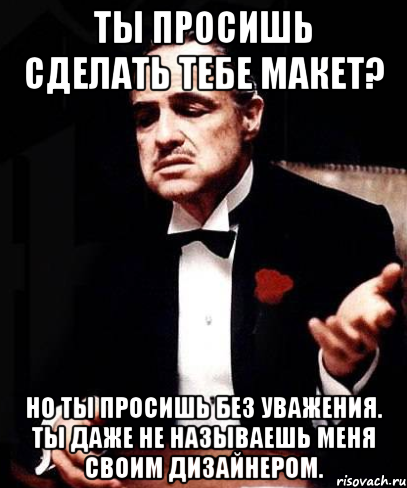 ТЫ ПРОСИШЬ
СДЕЛАТЬ ТЕБЕ МАКЕТ?
НО ТЫ ПРОСИШЬ БЕЗ УВАЖЕНИЯ.
ТЫ ДАЖЕ НЕ НАЗЫВАЕШЬ МЕНЯ
СВОИМ ДИЗАЙНЕРОМ.
risovach.ru